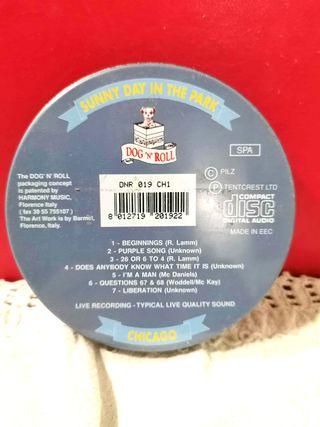 SUNNY DAY IN THE PARK
DOG 'N' ROLL
The DOG 'N' ROLL
packaging concept
is patented by
HARMONY MUSIC,
Florence Italy
( fax 39 55 755107 )
The Art Work is by Barmict,
Florence, Italy.
DNR 019 CH1
8 012719 201922
SPA
C PILZ
P TENTCREST LTD
COMPACT
disc
DIGITAL AUDIO
MADE IN EEC
1 - BEGINNINGS (R. Lamm)
2 - PURPLE SONG (Unknown)
3 - 26 OR 6 TO 4 (R. Lamm)
4 - DOES ANYBODY KNOW WHAT TIME IT IS (Unknown)
5 - I'M A MAN (Mc Daniels)
6 - QUESTIONS 67 & 68 (Woddell/Mc Kay)
7 - LIBERATION (Unknown)
LIVE RECORDING - TYPICAL LIVE QUALITY SOUND
CHICAGO